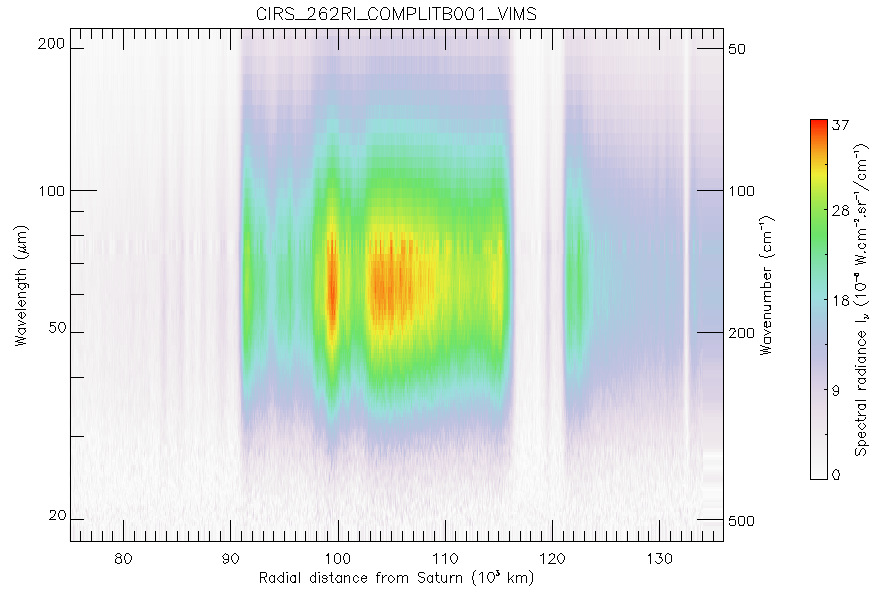 CIRS_262RI_COMPLITB001_VIMS
200
100
50
20
Wavelength (μm)
80 90 100 110 120 130
Radial distance from Saturn (10³ km)
50
100
200
500
Wavenumber (cm⁻¹)
37
28
18
9
0
Spectral radiance Iᵥ (10⁻⁸ W.cm⁻².sr⁻¹/cm⁻¹)